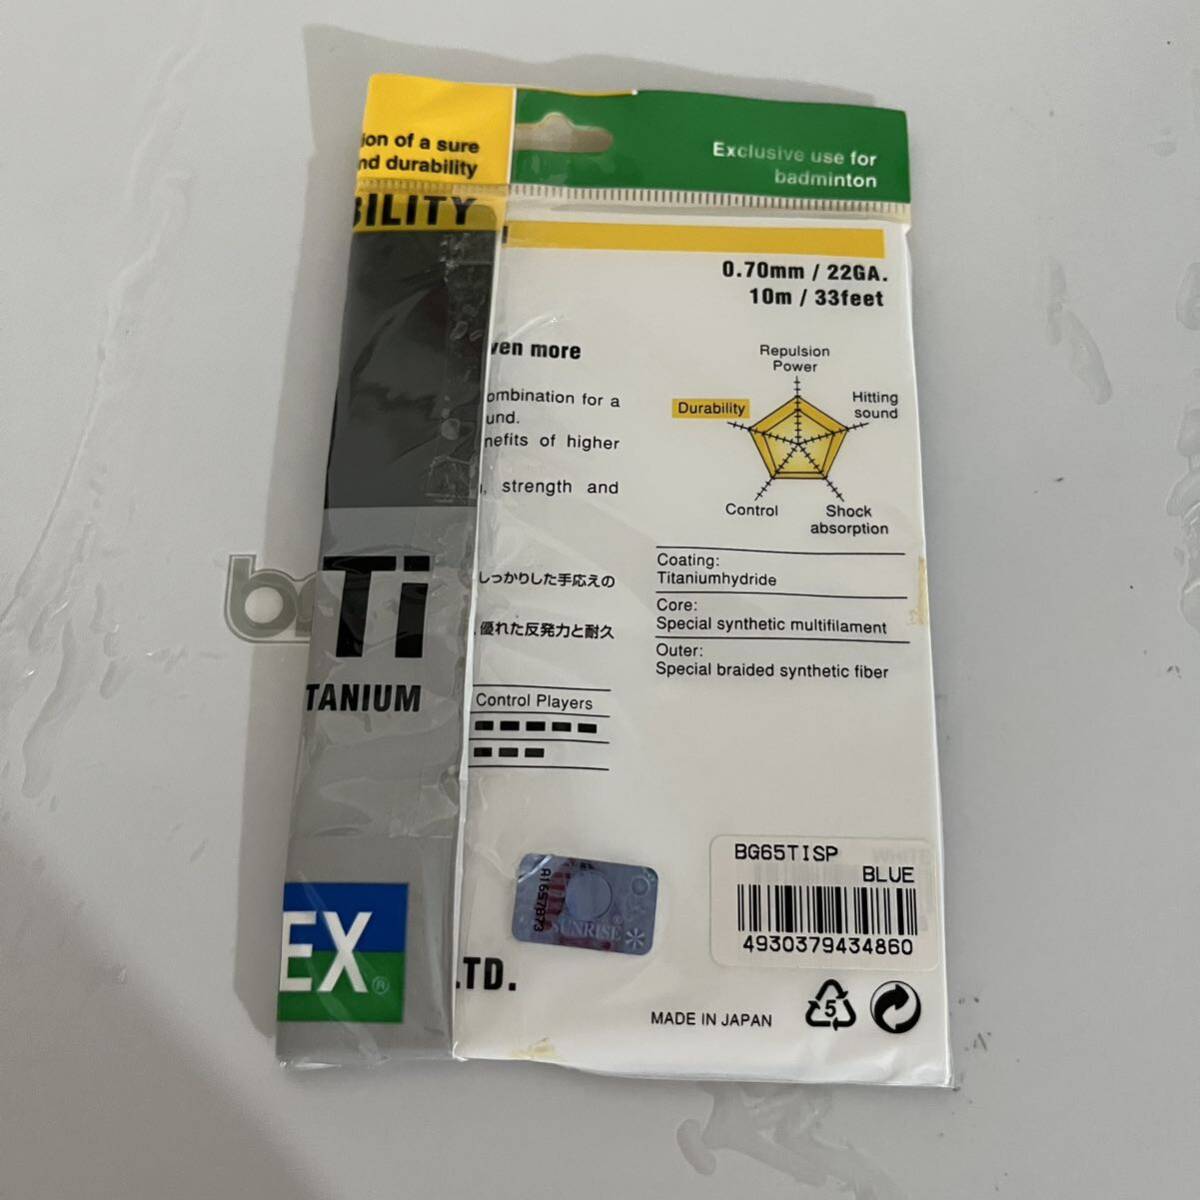 ion of a sure
nd durability
BILITY
Ti
TANIUM
EX®
Exclusive use for
badminton
0.70mm / 22GA.
10m / 33feet
ven more
ombination for a
und.
nefits of higher
, strength and
しっかりした手応えの
、優れた反発力と耐久
Control Players
Repulsion
Power
Hitting
sound
Durability
Control
Shock
absorption
Coating:
Titaniumhydride
Core:
Special synthetic multifilament
Outer:
Special braided synthetic fiber
A1657873
SUNRISE®
LTD.
BG65TISP
BLUE
4930379434860
MADE IN JAPAN
5